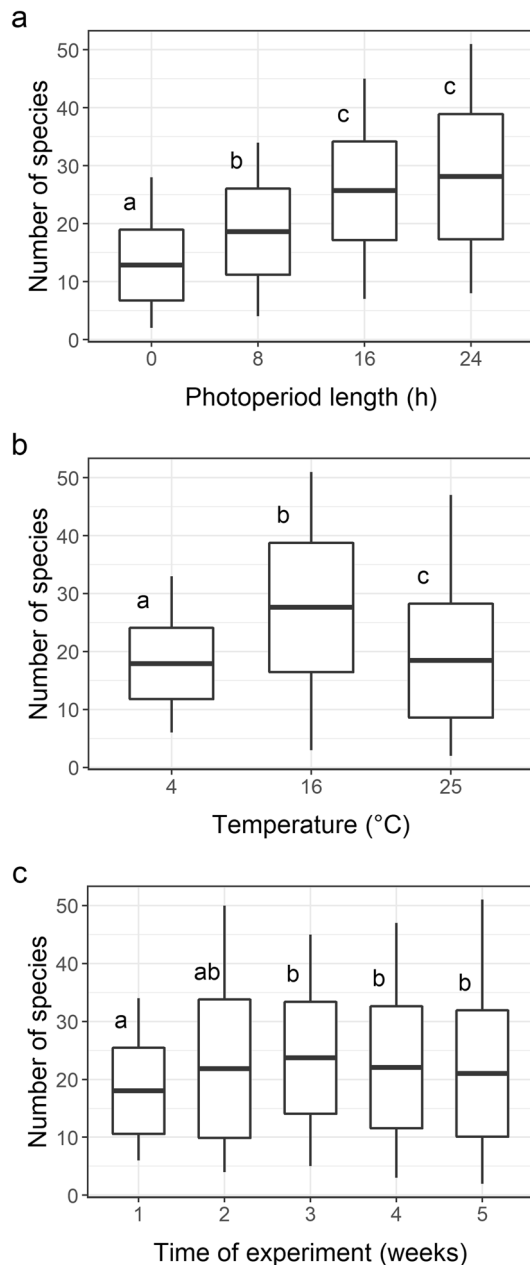 a
Number of species
50
40
30
20
10
0
a
b
c
c
0 8 16 24
Photoperiod length (h)
b
Number of species
50
40
30
20
10
0
a
b
c
4 16 25
Temperature (°C)
c
Number of species
50
40
30
20
10
0
a
ab
b
b
b
1 2 3 4 5
Time of experiment (weeks)